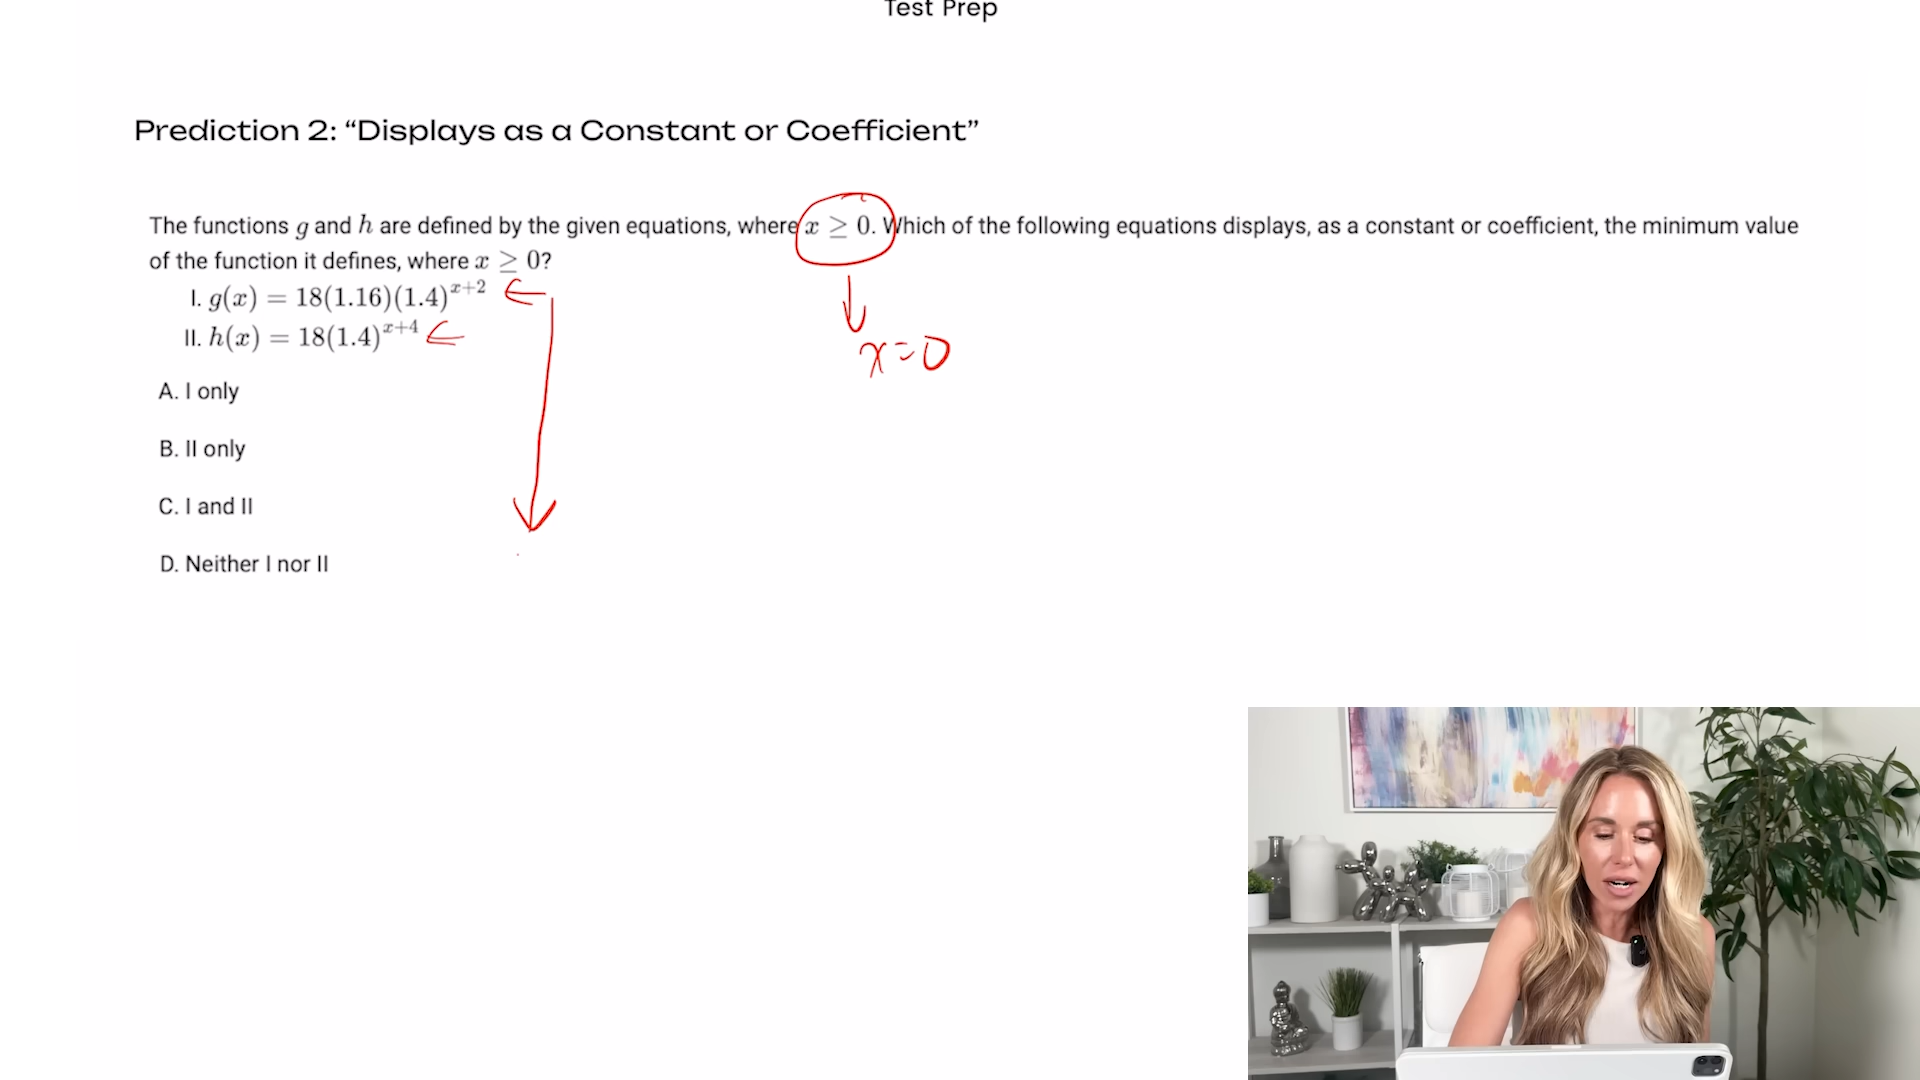 Test Prep
Prediction 2: “Displays as a Constant or Coefficient”
The functions g and h are defined by the given equations, where x ≥ 0. Which of the following equations displays, as a constant or coefficient, the minimum value
of the function it defines, where x ≥ 0?
I. g(x) = 18(1.16)(1.4)^{x+2}
II. h(x) = 18(1.4)^{x+4}
x=0
A. I only
B. II only
C. I and II
D. Neither I nor II